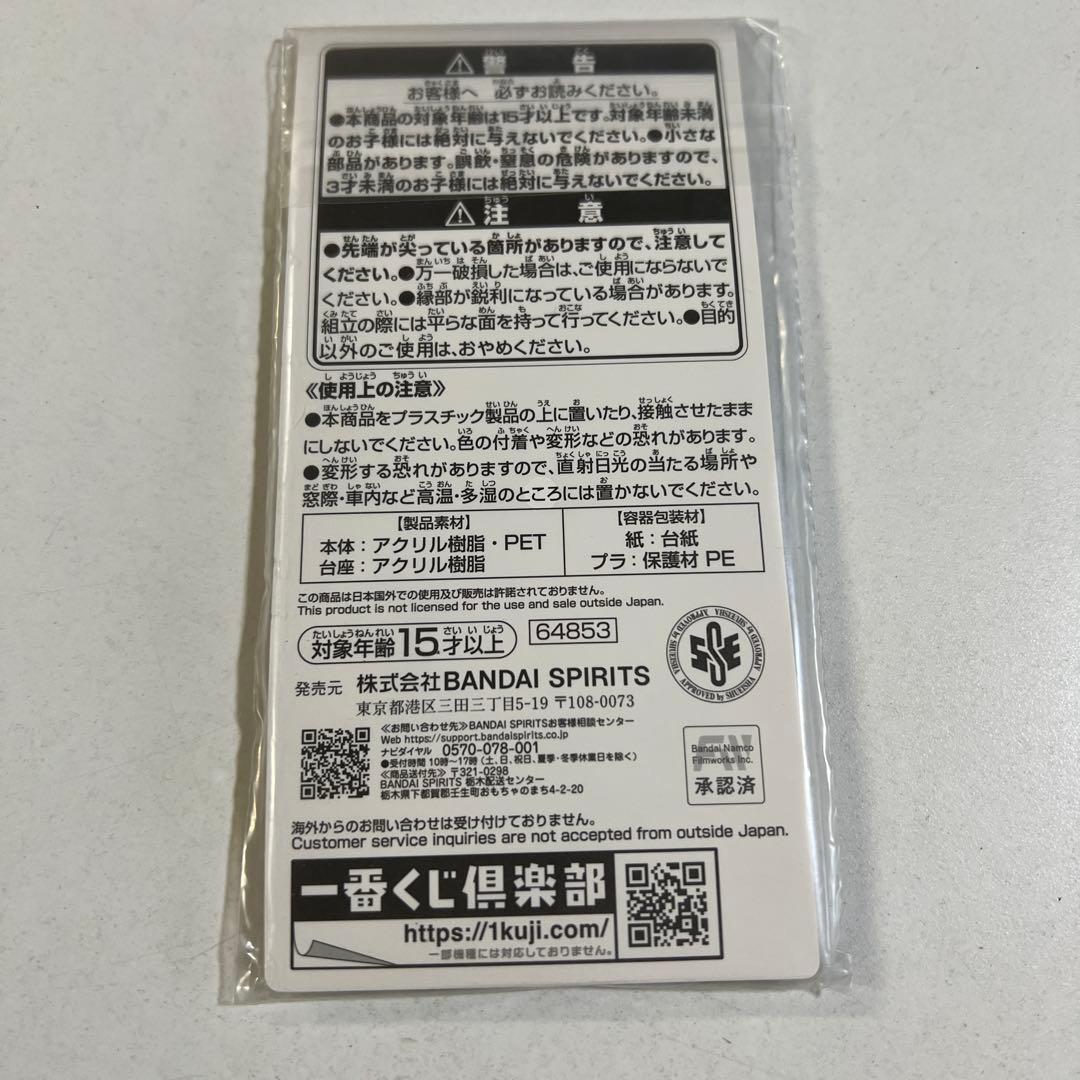 ⚠警告
お客様へ 必ずお読みください。
●本商品の対象年齢は15才以上です。対象年齢未満
のお子様には絶対に与えないでください。●小さな
部品があります。誤飲・窒息の危険がありますので、
3才未満のお子様には絶対に与えないでください。
⚠注意
●先端が尖っている箇所がありますので、注意して
ください。●万一破損した場合は、ご使用にならないで
ください。●縁部が鋭利になっている場合があります。
組立の際には平らな面を持って行ってください。●目的
以外のご使用は、おやめください。
《使用上の注意》
●本商品をプラスチック製品の上に置いたり、接触させたまま
にしないでください。色の付着や変形などの恐れがあります。
●変形する恐れがありますので、直射日光の当たる場所や
窓際・車内など高温・多湿のところには置かないでください。
【製品素材】
本体:アクリル樹脂・PET
台座:アクリル樹脂
【容器包装材】
紙:台紙
プラ:保護材 PE
この商品は日本国外での使用及び販売は許諾されておりません。
This product is not licensed for the use and sale outside Japan.
対象年齢15才以上
64853
APPROVED by SHUEISHA
発売元 株式会社BANDAI SPIRITS
東京都港区三田三丁目5-19 〒108-0073
《お問い合わせ先》BANDAI SPIRITSお客様相談センター
Web https://support.bandaispirits.co.jp
ナビダイヤル 0570-078-001
●受付時間 10時〜17時(土、日、祝日、夏季・冬季休業日を除く)
《商品送付先》〒321-0298
BANDAI SPIRITS 栃木配送センター
栃木県下都賀郡壬生町おもちゃのまち4-2-20
Bandai Namco
Filmworks Inc.
承認済
海外からのお問い合わせは受け付けておりません。
Customer service inquiries are not accepted from outside Japan.
一番くじ倶楽部
https://1kuji.com/
一部機種には対応しておりません。